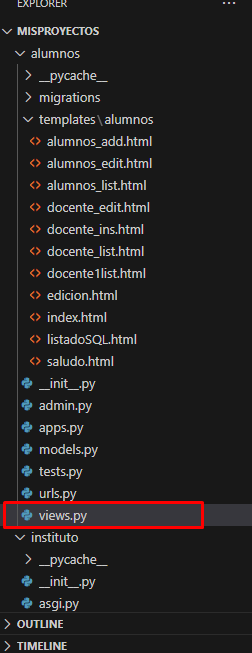 EXPLORER
MISPROYECTOS
alumnos
__pycache__
migrations
templates\alumnos
alumnos_add.html
alumnos_edit.html
alumnos_list.html
docente_edit.html
docente_ins.html
docente_list.html
docente1list.html
edicion.html
index.html
listadoSQL.html
saludo.html
__init__.py
admin.py
apps.py
models.py
tests.py
urls.py
views.py
instituto
__pycache__
__init__.py
asgi.py
OUTLINE
TIMELINE